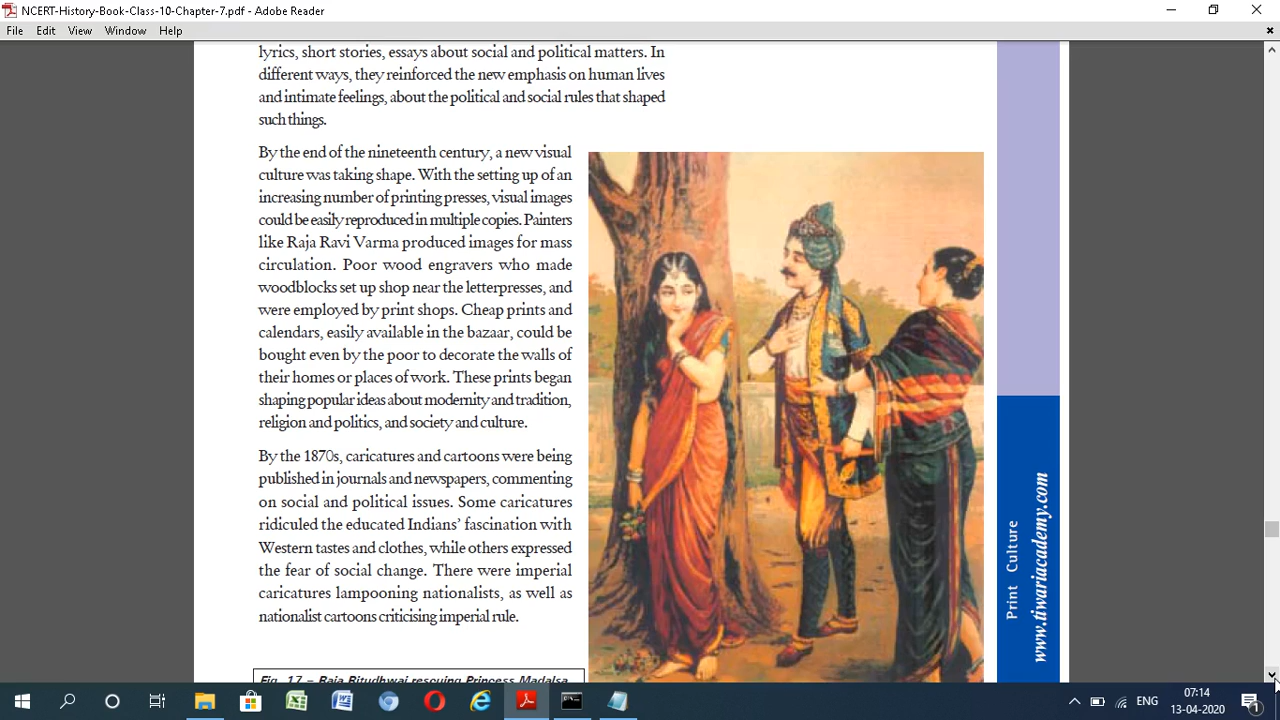 NCERT-History-Book-Class-10-Chapter-7.pdf - Adobe Reader
File Edit View Window Help
lyrics, short stories, essays about social and political matters. In
different ways, they reinforced the new emphasis on human lives
and intimate feelings, about the political and social rules that shaped
such things.
By the end of the nineteenth century, a new visual
culture was taking shape. With the setting up of an
increasing number of printing presses, visual images
could be easily reproduced in multiple copies. Painters
like Raja Ravi Varma produced images for mass
circulation. Poor wood engravers who made
woodblocks set up shop near the letterpresses, and
were employed by print shops. Cheap prints and
calendars, easily available in the bazaar, could be
bought even by the poor to decorate the walls of
their homes or places of work. These prints began
shaping popular ideas about modernity and tradition,
religion and politics, and society and culture.
By the 1870s, caricatures and cartoons were being
published in journals and newspapers, commenting
on social and political issues. Some caricatures
ridiculed the educated Indians' fascination with
Western tastes and clothes, while others expressed
the fear of social change. There were imperial
caricatures lampooning nationalists, as well as
nationalist cartoons criticising imperial rule.
Fig. 17 – Raja Ritudhwaj rescuing Princess Madalsa
Print Culture
www.tiwariacademy.com
ENG
07:14
13-04-2020
1